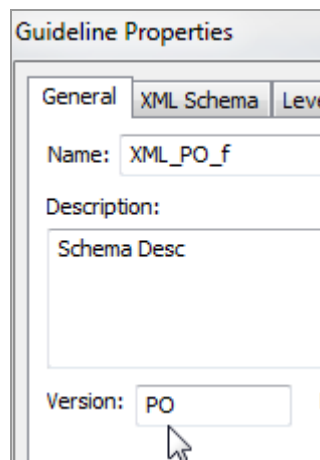 Guideline Properties
General XML Schema
Name: XML_PO_f
Description:
Schema Desc
Version: PO